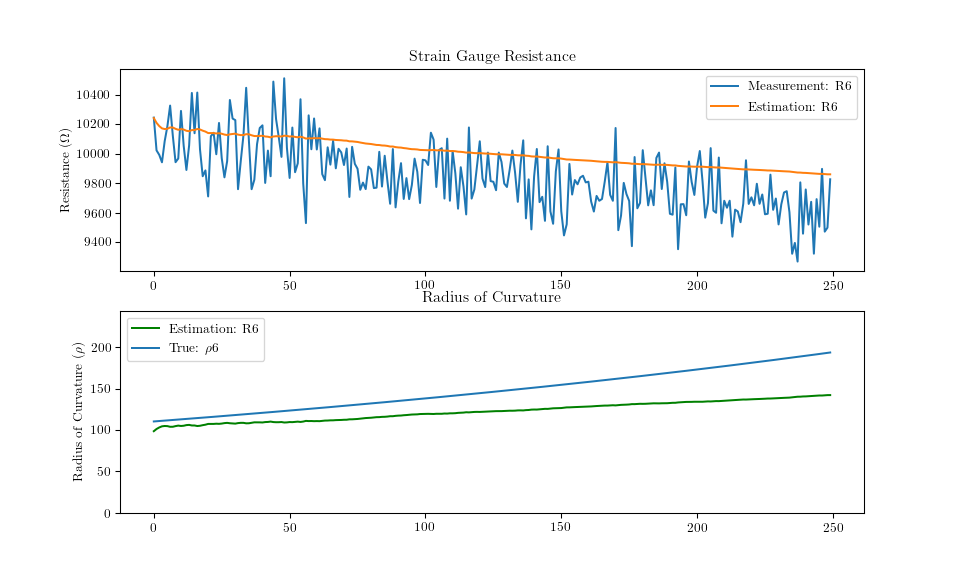 Strain Gauge Resistance
Resistance (Ω)
10400
10200
10000
9800
9600
9400
Measurement: R6
Estimation: R6
0 50 100 150 200 250
Radius of Curvature
Radius of Curvature (ρ)
200
150
100
50
0
Estimation: R6
True: ρ6
0 50 100 150 200 250